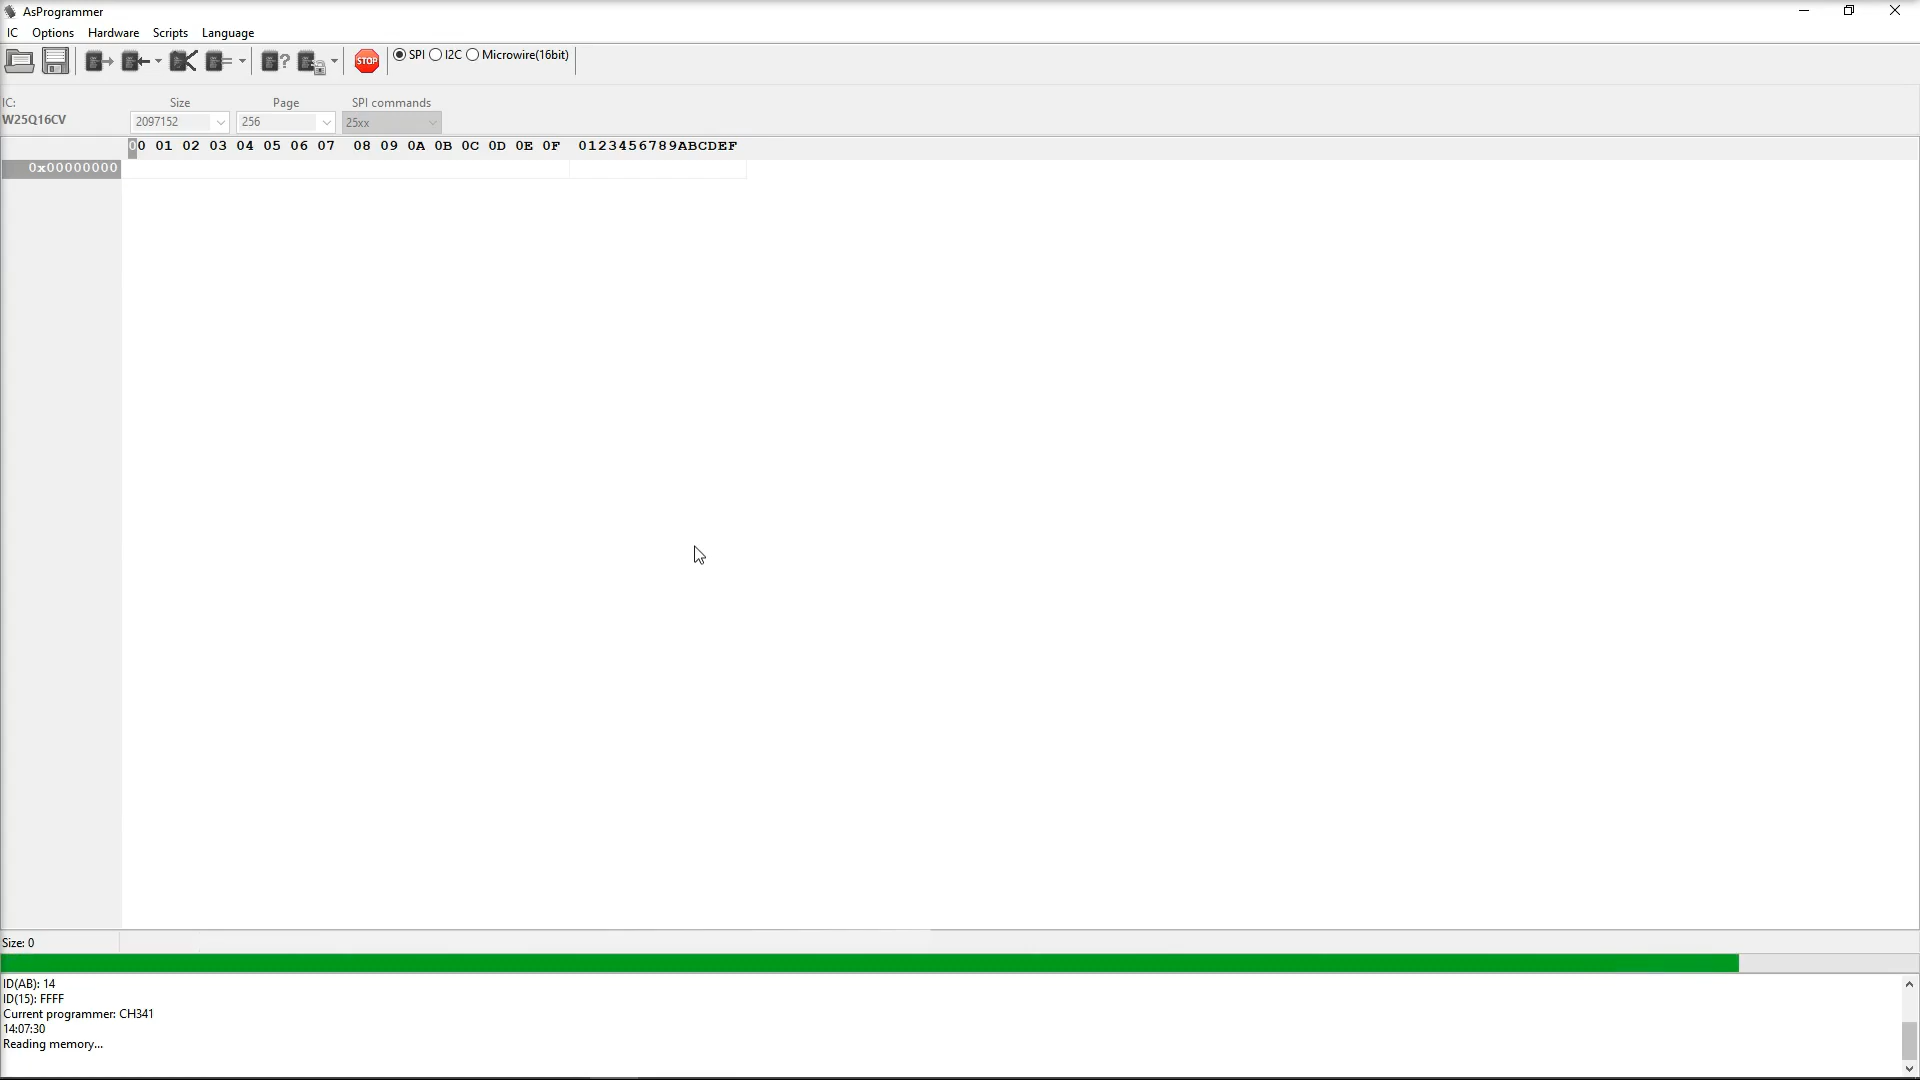 AsProgrammer
IC Options Hardware Scripts Language
STOP SPI I2C Microwire(16bit)
IC: Size Page SPI commands
W25Q16CV 2097152 256 25xx
00 01 02 03 04 05 06 07 08 09 0A 0B 0C 0D 0E 0F 0123456789ABCDEF
0x00000000
Size: 0
ID(AB): 14
ID(15): FFFF
Current programmer: CH341
14:07:30
Reading memory...